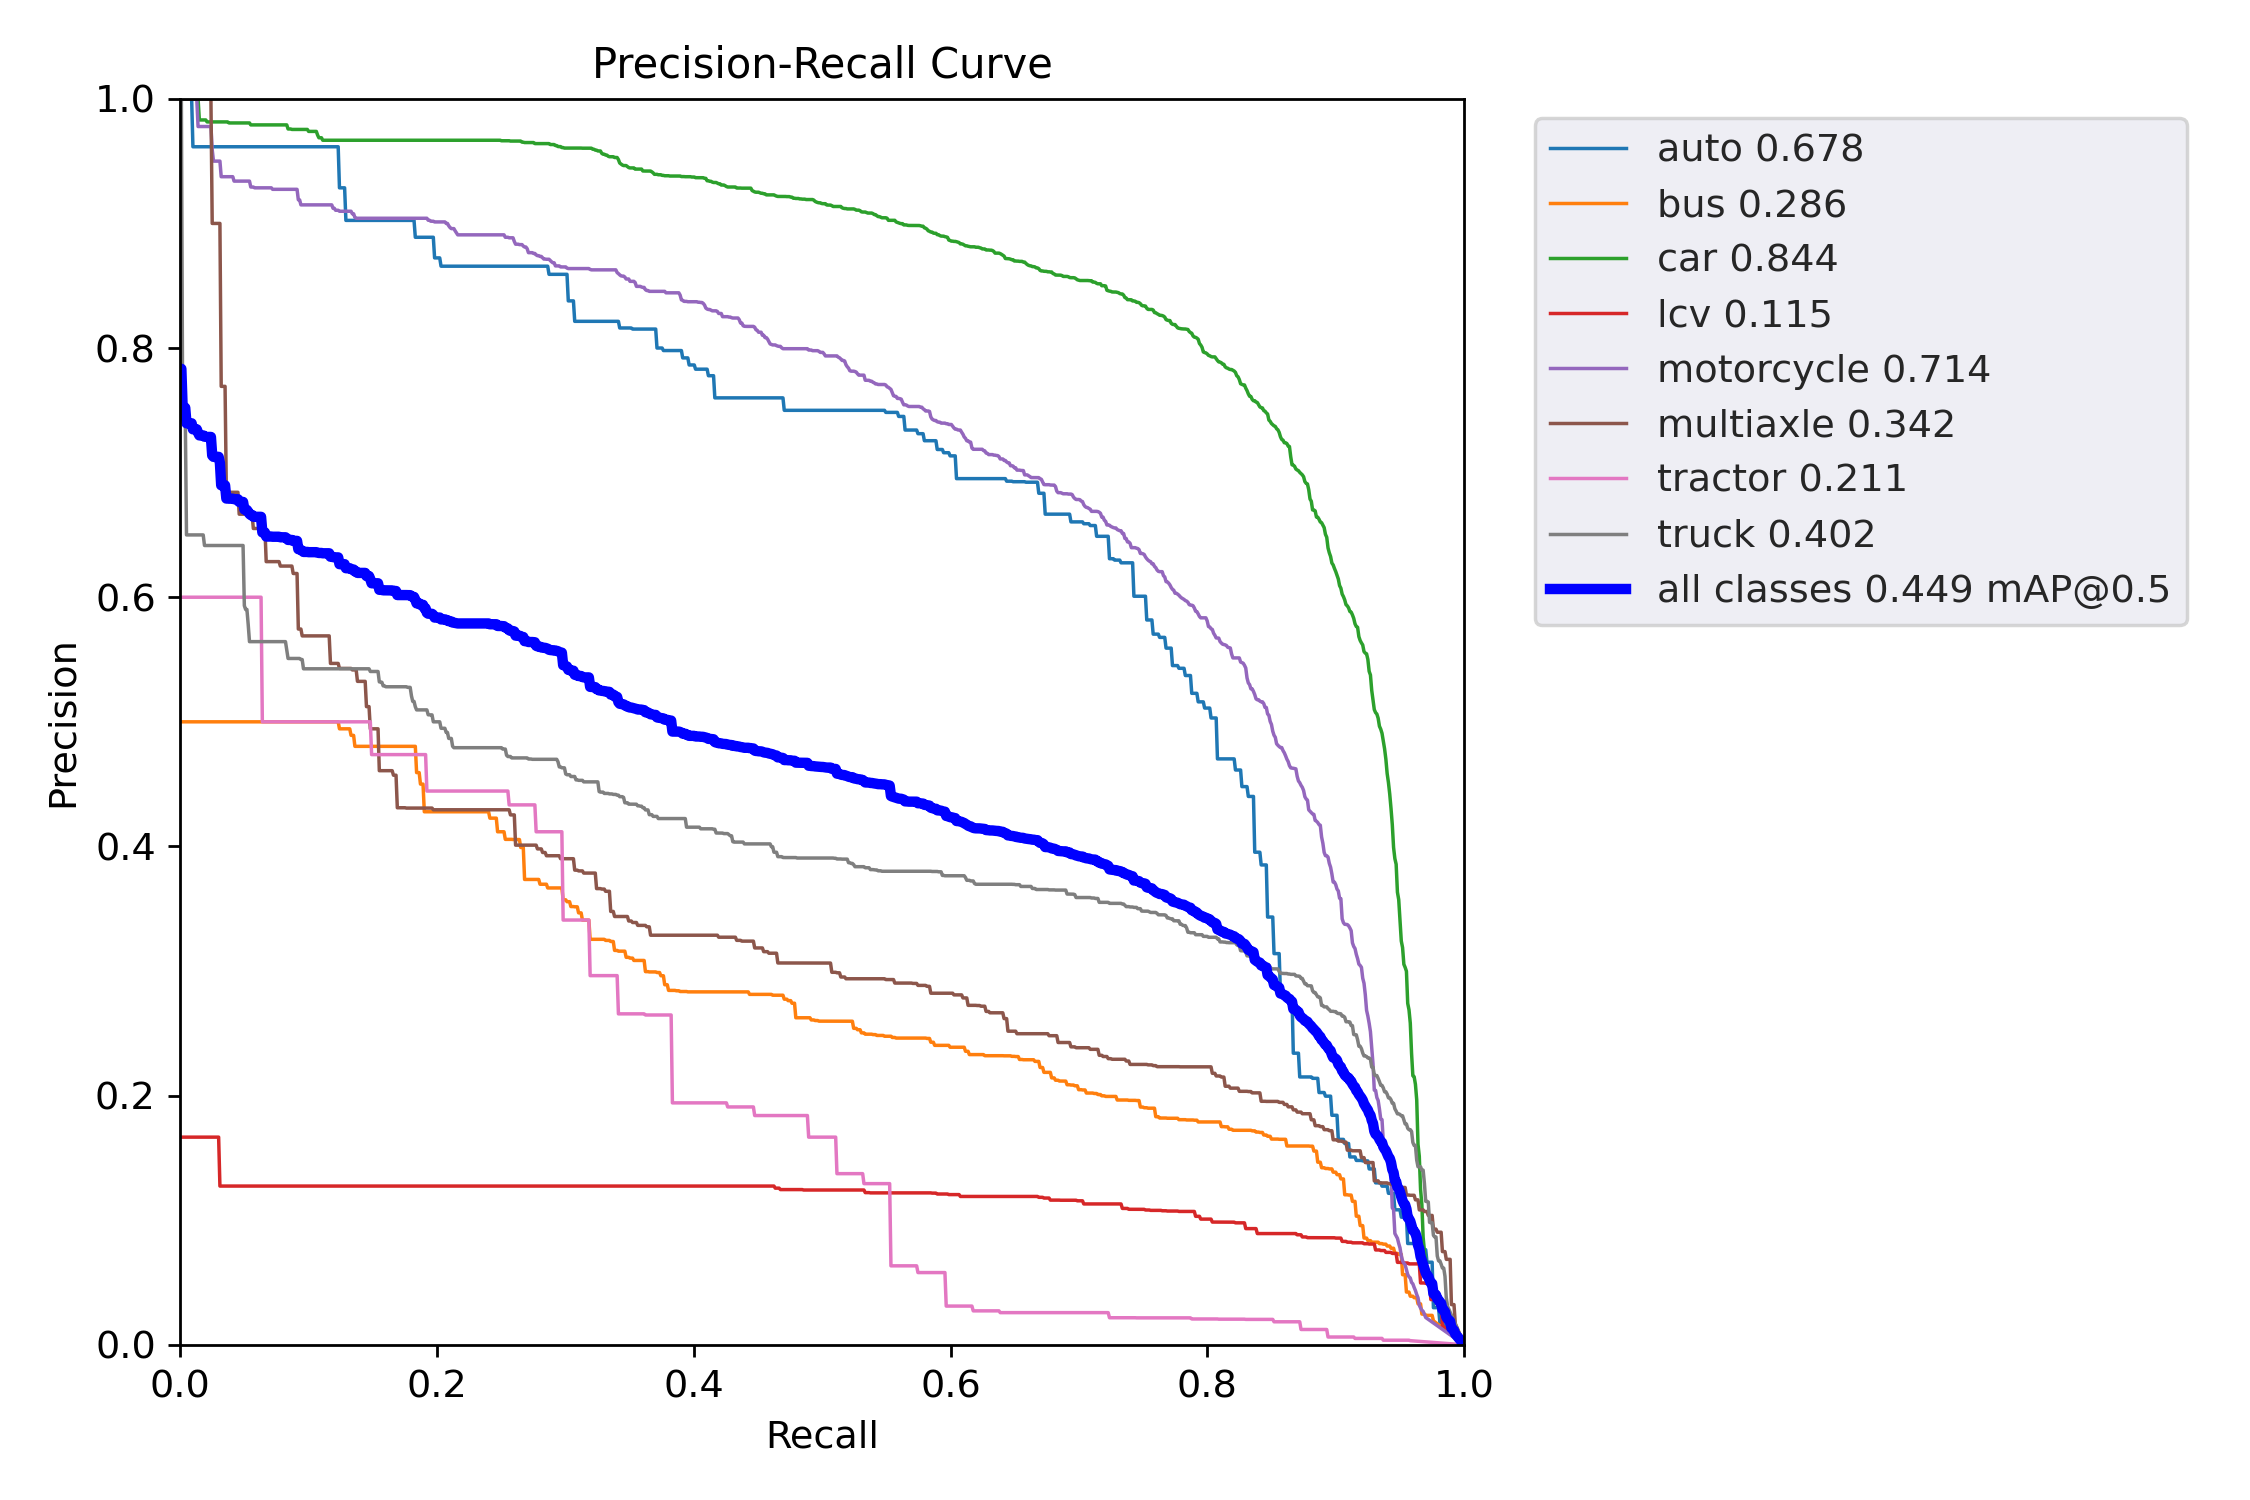 Precision-Recall Curve
1.0
0.8
0.6
0.4
0.2
0.0
Precision
0.0 0.2 0.4 0.6 0.8 1.0
Recall
auto 0.678
bus 0.286
car 0.844
lcv 0.115
motorcycle 0.714
multiaxle 0.342
tractor 0.211
truck 0.402
all classes 0.449 mAP@0.5